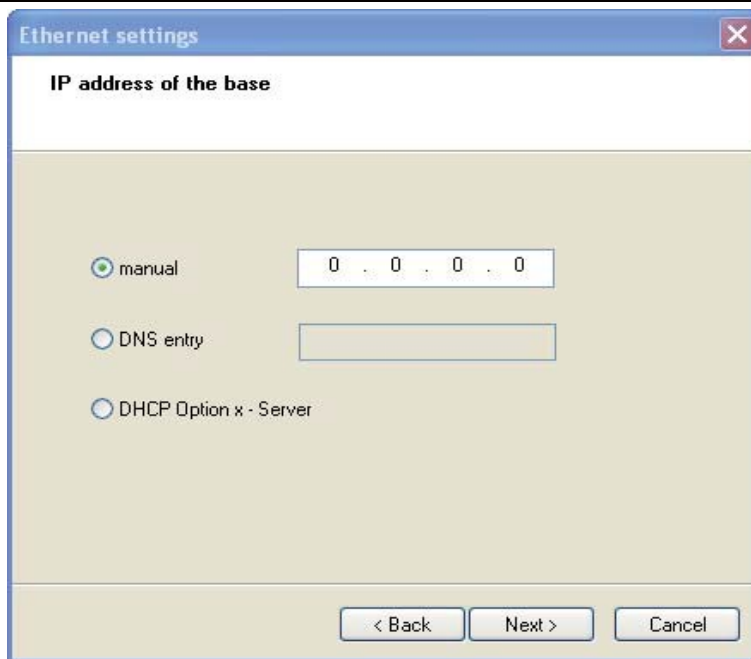 Ethernet settings
IP address of the base
manual 0 . 0 . 0 . 0
DNS entry
DHCP Option x - Server
< Back Next > Cancel